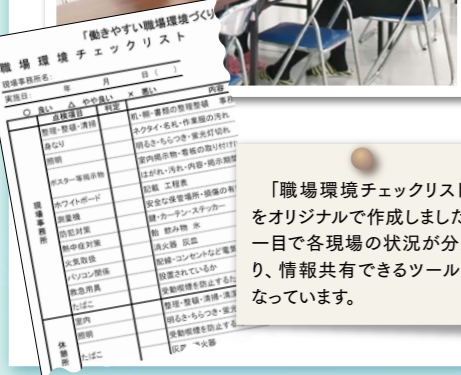 「働きやすい職場環境づくり
職場環境チェックリスト
現場事務所名:
実施日: 年 月 日( )
○ 良い △ やや良い × 悪い
点検項目 判定 内容
現場事務所
整理・整頓・清掃 机・棚・書類の整理整頓
身なり ネクタイ・名札・作業服の汚れ
照明 明るさ・ちらつき・蛍光灯切れ
ポスター等掲示物 室内掲示物・看板の取り付け
はがれ・汚れ・内容・掲示期間
ホワイトボード 記載 工程表
測量機 安全な保管場所・損傷の有
防犯対策 鍵・カーテン・ステッカー
熱中症対策 飴 飲み物 氷
火気取扱 消火器 灰皿
パソコン関係 配線・コンセントなど電気
救急用具 設置されているか
たばこ 受動喫煙を防止するた
休憩所
室内 整理・整頓・清掃・清潔
照明 明るさ・ちらつき・蛍光
たばこ 受動喫煙を防止する
灰皿 消火器
「職場環境チェックリスト
をオリジナルで作成しました
一目で各現場の状況が分
り、情報共有できるツール
なっています。